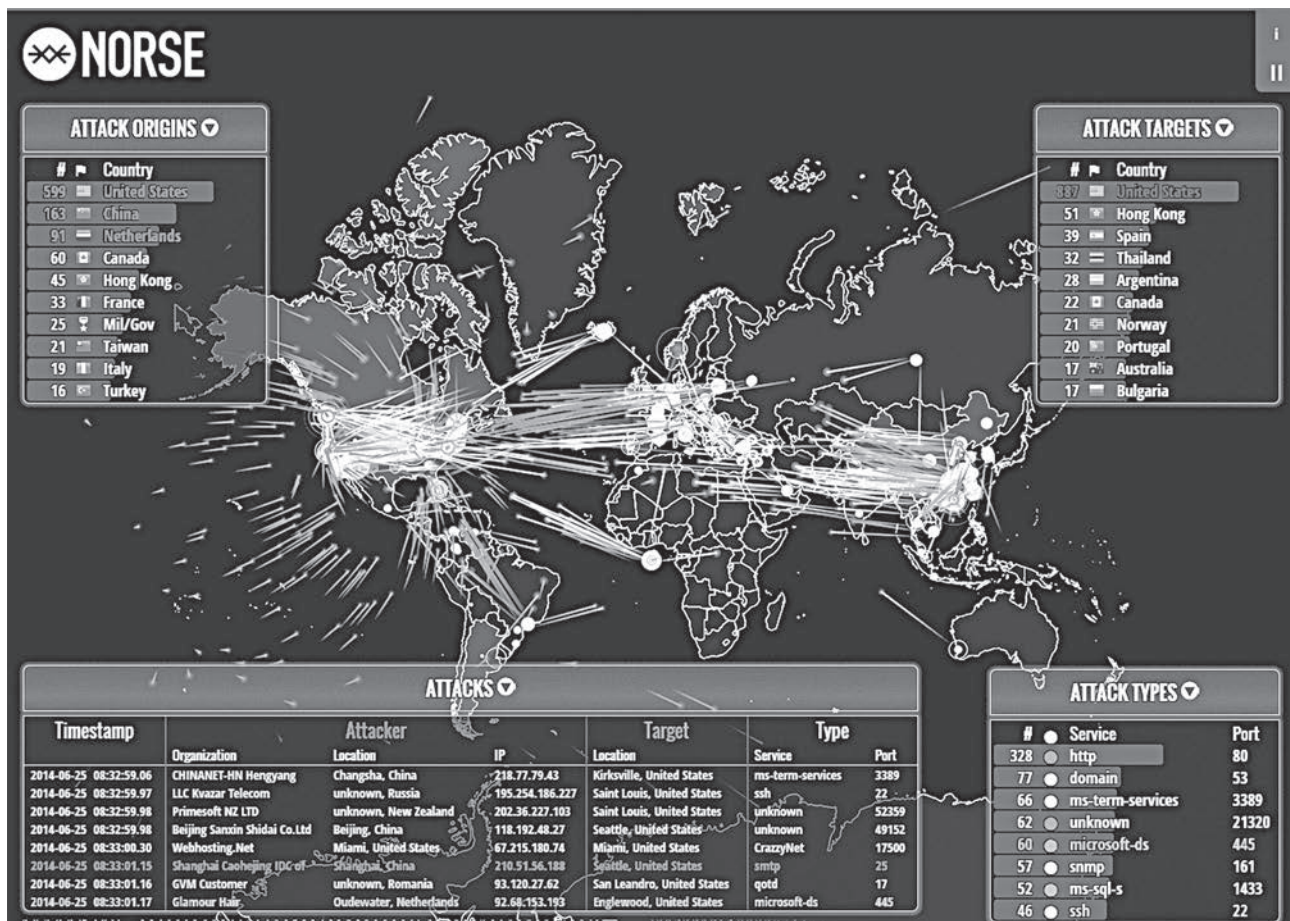 NORSE
i
ATTACK ORIGINS
# Country
599 United States
163 China
91 Netherlands
60 Canada
45 Hong Kong
33 France
25 Mil/Gov
21 Taiwan
19 Italy
16 Turkey
ATTACK TARGETS
# Country
887 United States
51 Hong Kong
39 Spain
32 Thailand
28 Argentina
22 Canada
21 Norway
20 Portugal
17 Australia
17 Bulgaria
ATTACKS
Timestamp Attacker Target Type
Organization Location IP Location Service Port
2014-06-25 08:32:59.06 CHINANET-HN Hengyang Changsha, China 218.77.79.43 Kirksville, United States ms-term-services 3389
2014-06-25 08:32:59.97 LLC Kvazar Telecom unknown, Russia 195.254.186.227 Saint Louis, United States ssh 22
2014-06-25 08:32:59.98 Primesoft NZ LTD unknown, New Zealand 202.36.227.103 Saint Louis, United States unknown 52359
2014-06-25 08:32:59.98 Beijing Sanxin Shidai Co.Ltd Beijing, China 118.192.48.27 Seattle, United States unknown 49152
2014-06-25 08:33:00.30 Webhosting.Net Miami, United States 67.215.180.74 Miami, United States CrazzyNet 17500
2014-06-25 08:33:01.15 Shanghai Caohejing IDC of Shanghai, China 210.51.56.188 Seattle, United States smtp 25
2014-06-25 08:33:01.16 GVM Customer unknown, Romania 93.120.27.62 San Leandro, United States qotd 17
2014-06-25 08:33:01.17 Glamour Hair Oudewater, Netherlands 92.68.153.193 Englewood, United States microsoft-ds 445
ATTACK TYPES
# Service Port
328 http 80
77 domain 53
66 ms-term-services 3389
62 unknown 21320
60 microsoft-ds 445
57 snmp 161
52 ms-sql-s 1433
46 ssh 22